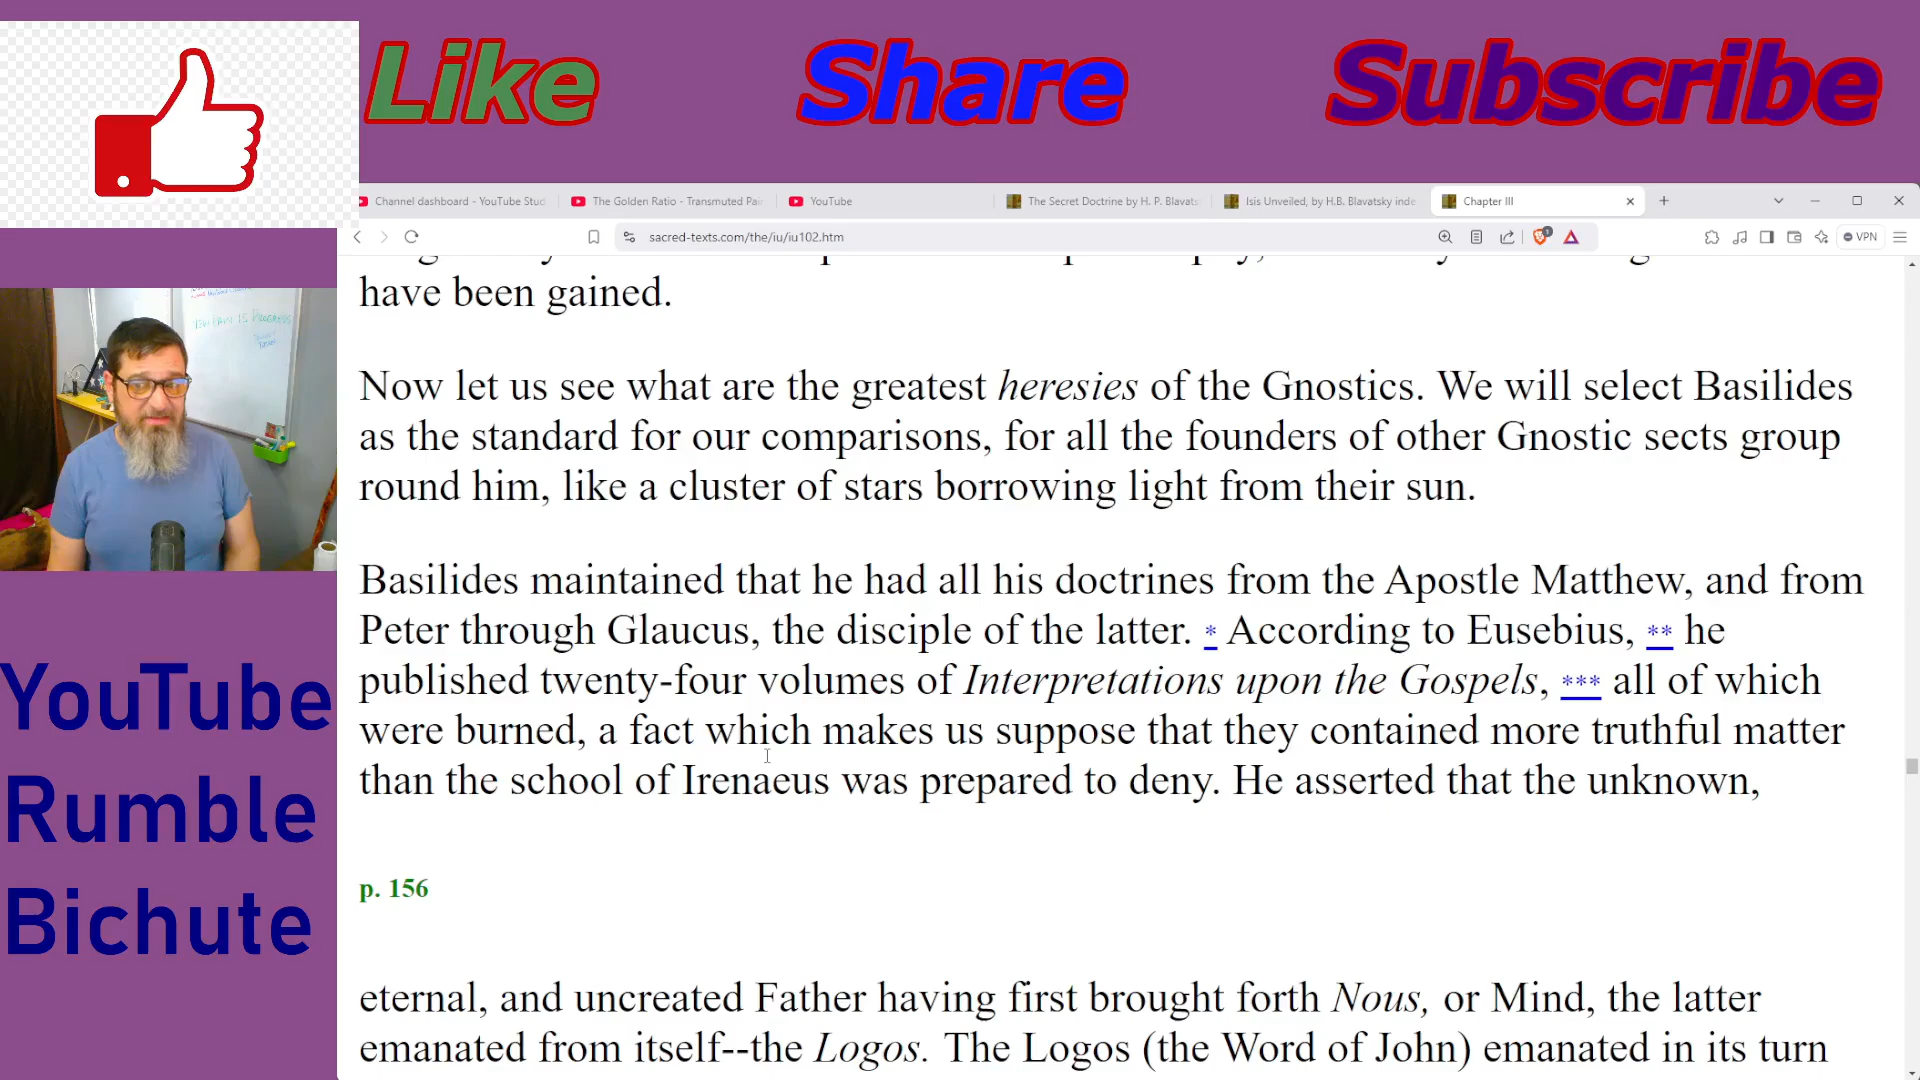 Like Share Subscribe
Channel dashboard - YouTube Stud
The Golden Ratio - Transmuted Pai
YouTube
The Secret Doctrine by H. P. Blavats
Isis Unveiled, by H.B. Blavatsky inde
Chapter III
sacred-texts.com/the/iu/iu102.htm
VPN
have been gained.
Now let us see what are the greatest heresies of the Gnostics. We will select Basilides
as the standard for our comparisons, for all the founders of other Gnostic sects group
round him, like a cluster of stars borrowing light from their sun.
Basilides maintained that he had all his doctrines from the Apostle Matthew, and from
Peter through Glaucus, the disciple of the latter. * According to Eusebius, ** he
published twenty-four volumes of Interpretations upon the Gospels, *** all of which
were burned, a fact which makes us suppose that they contained more truthful matter
than the school of Irenaeus was prepared to deny. He asserted that the unknown,
p. 156
eternal, and uncreated Father having first brought forth Nous, or Mind, the latter
emanated from itself--the Logos. The Logos (the Word of John) emanated in its turn
YouTube
Rumble
Bichute